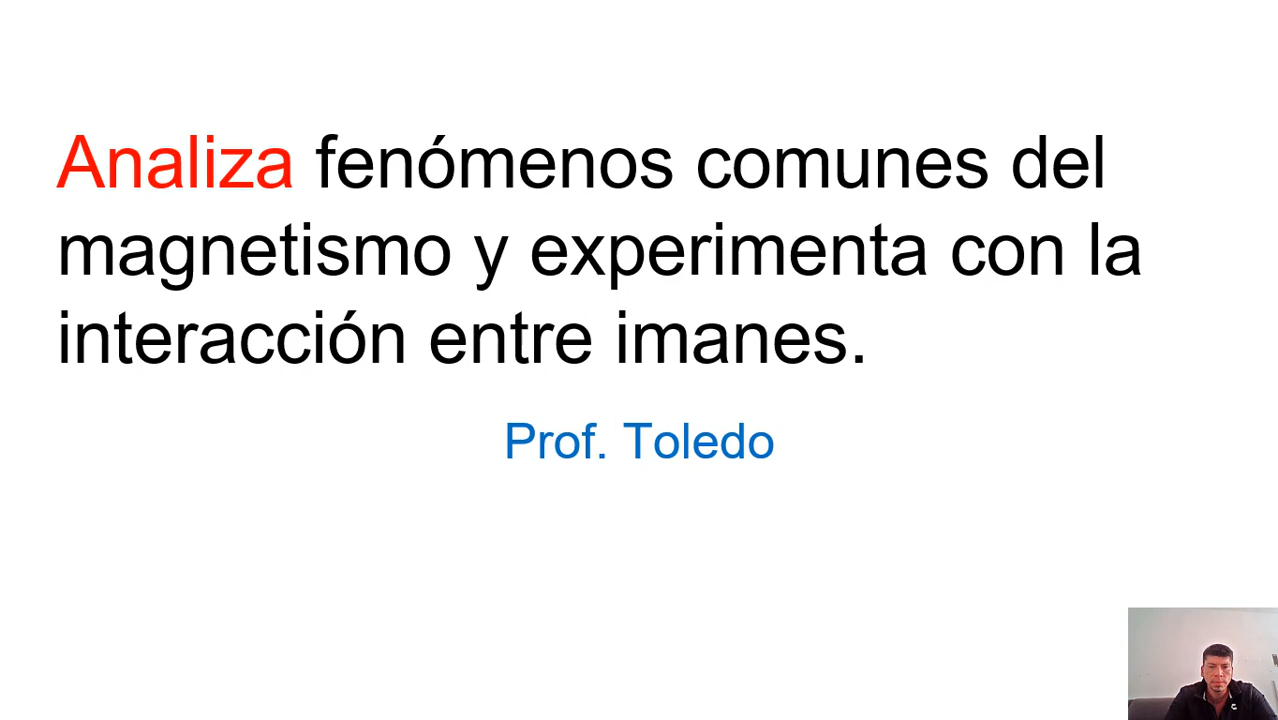 Analiza fenómenos comunes del
magnetismo y experimenta con la
interacción entre imanes.
Prof. Toledo